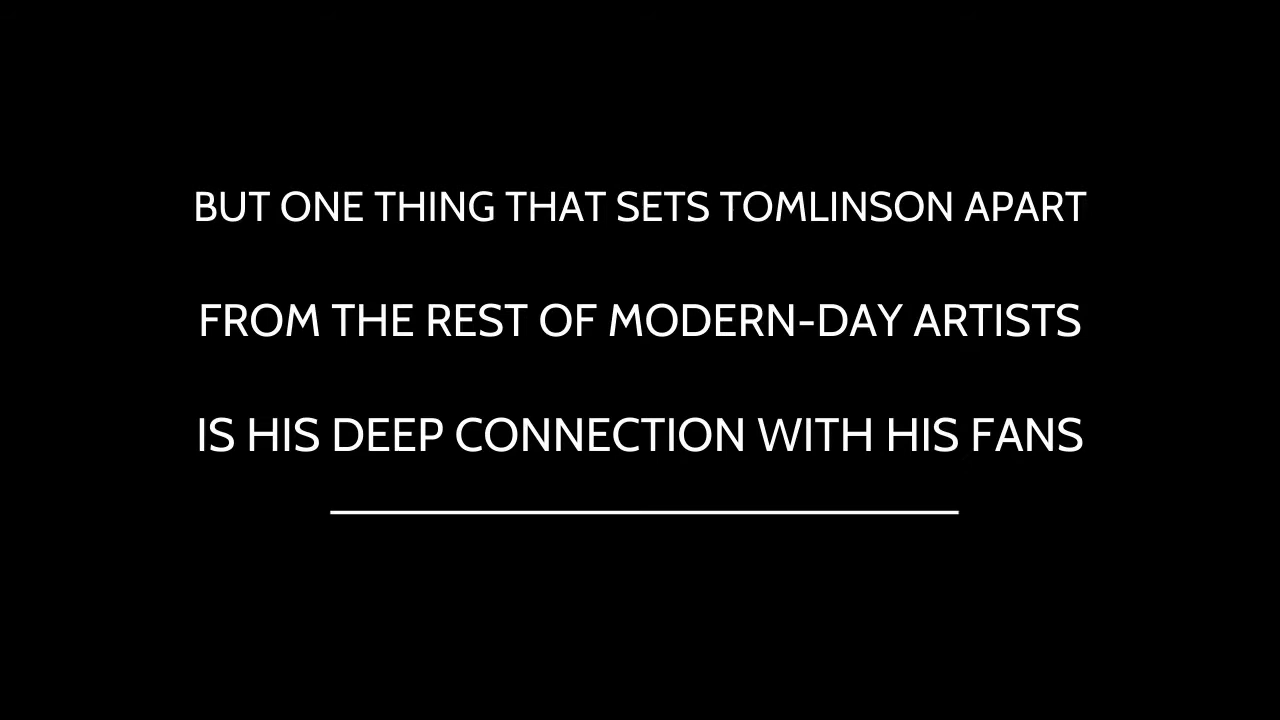 BUT ONE THING THAT SETS TOMLINSON APART
FROM THE REST OF MODERN-DAY ARTISTS
IS HIS DEEP CONNECTION WITH HIS FANS